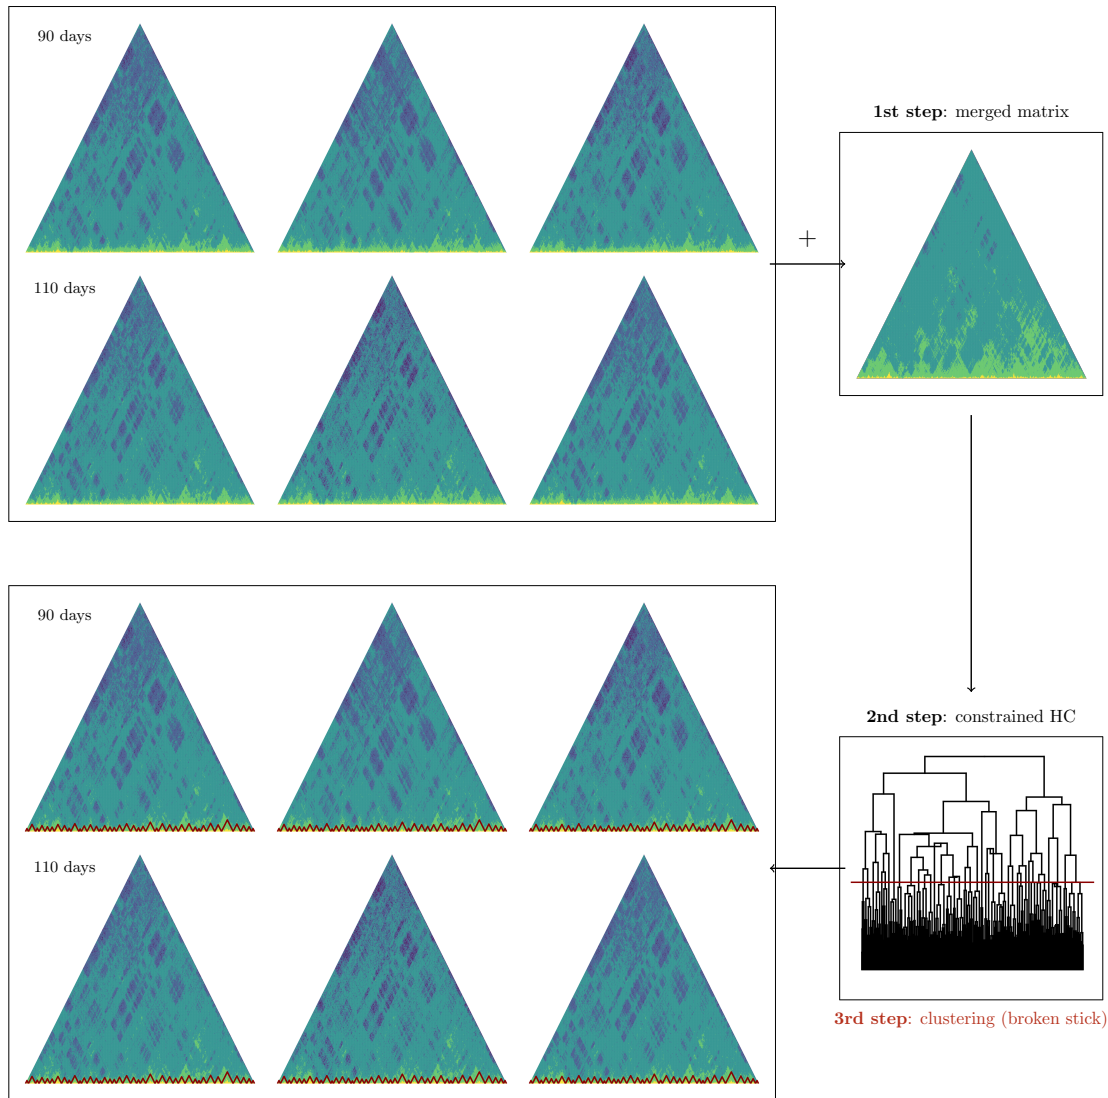 90 days
110 days
+
1st step: merged matrix
2nd step: constrained HC
3rd step: clustering (broken stick)
90 days
110 days